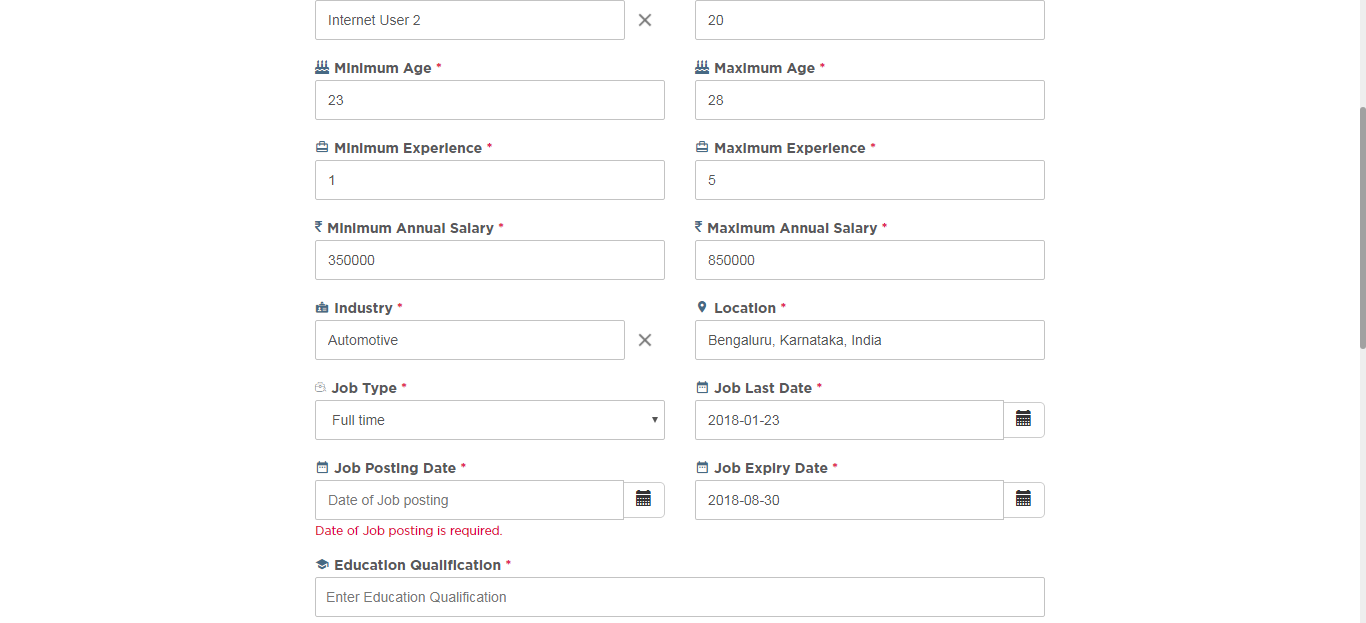 Internet User 2
20
Minimum Age *
Maximum Age *
23
28
Minimum Experience *
Maximum Experience *
1
5
₹ Minimum Annual Salary *
₹ Maximum Annual Salary *
350000
850000
Industry *
Location *
Automotive
Bengaluru, Karnataka, India
Job Type *
Job Last Date *
Full time
2018-01-23
Job Posting Date *
Job Expiry Date *
Date of Job posting
2018-08-30
Date of Job posting is required.
Education Qualification *
Enter Education Qualification